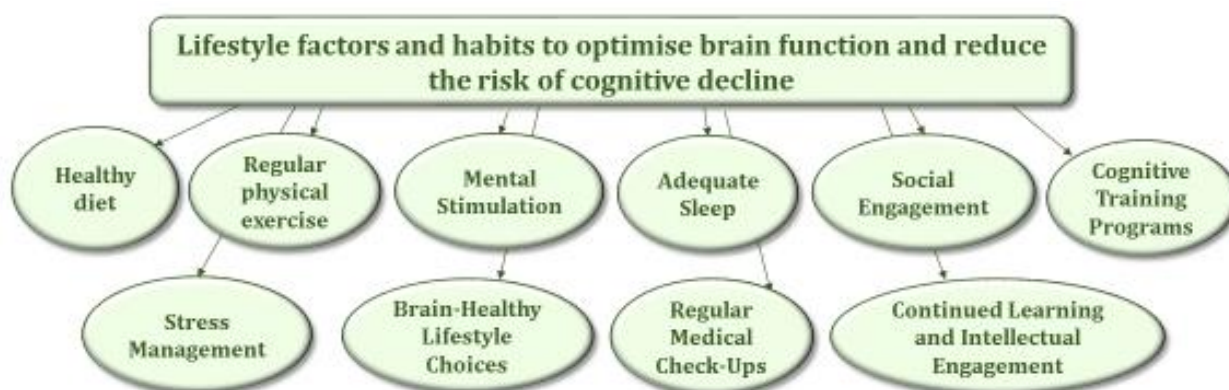 Lifestyle factors and habits to optimise brain function and reduce
the risk of cognitive decline
Healthy
diet
Regular
physical
exercise
Mental
Stimulation
Adequate
Sleep
Social
Engagement
Cognitive
Training
Programs
Stress
Management
Brain-Healthy
Lifestyle
Choices
Regular
Medical
Check-Ups
Continued Learning
and Intellectual
Engagement